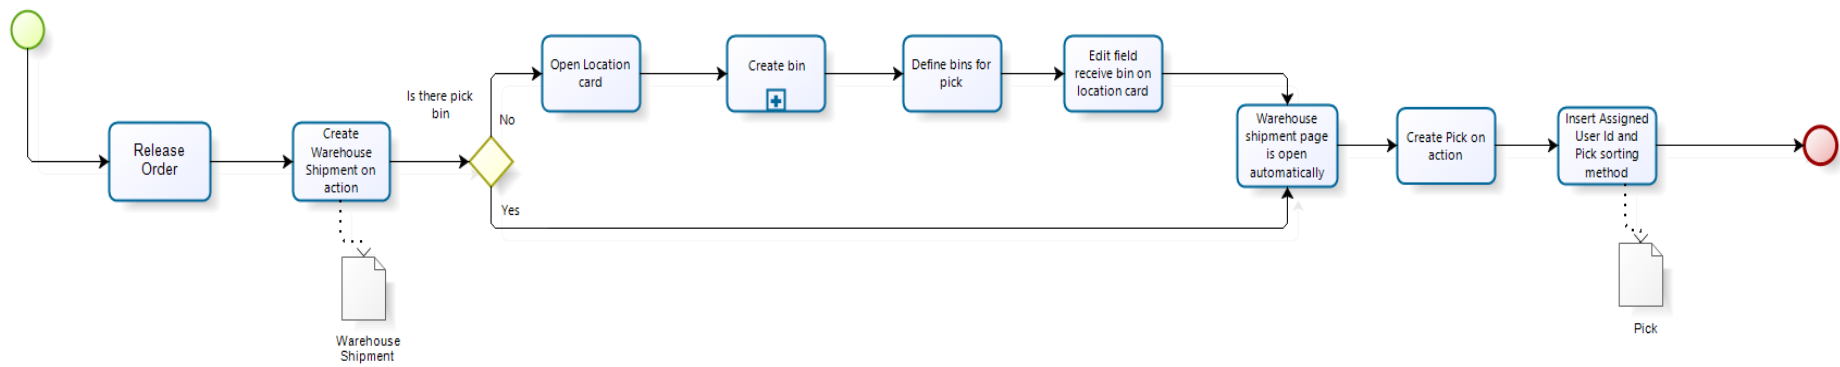 Release
Order
Create
Warehouse
Shipment on
action
Warehouse
Shipment
Is there pick
bin
No
Yes
Open Location
card
Create bin
Define bins for
pick
Edit field
receive bin on
location card
Warehouse
shipment page
is open
automatically
Create Pick on
action
Insert Assigned
User Id and
Pick sorting
method
Pick